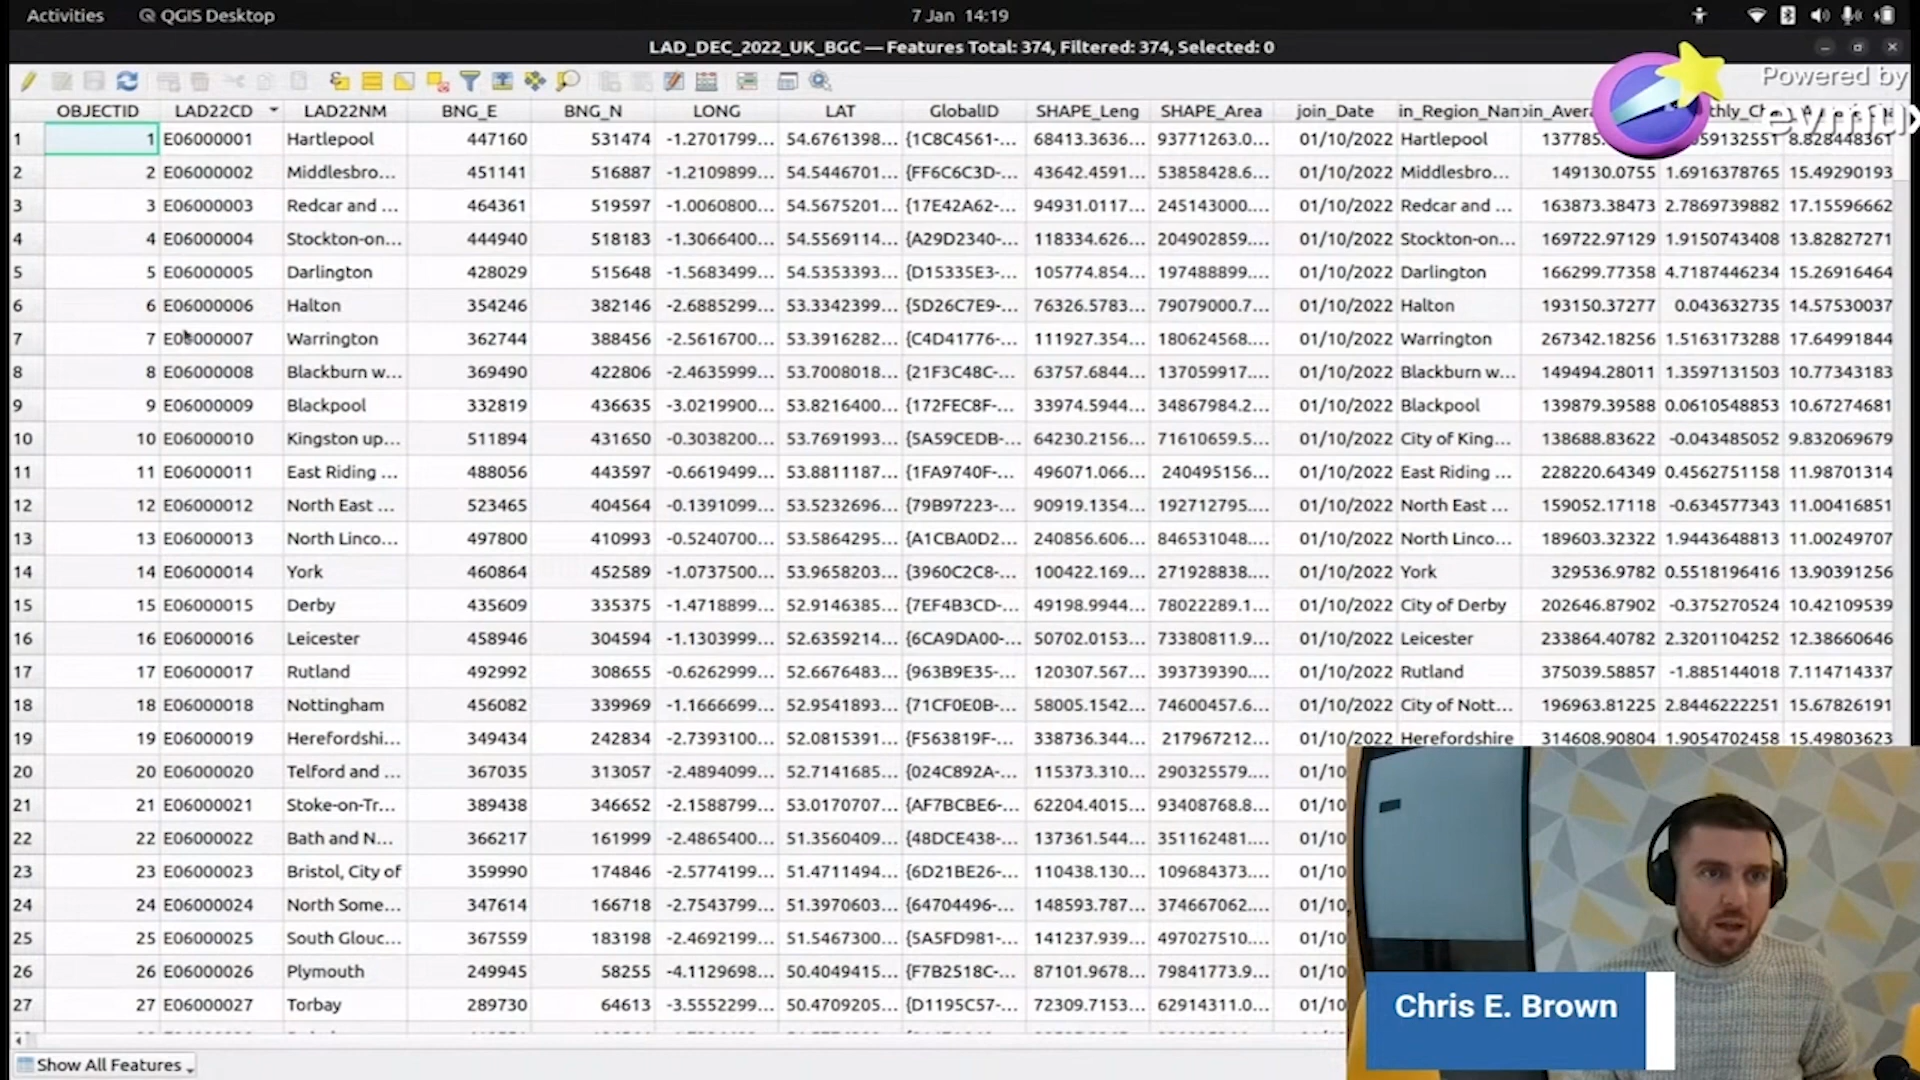 Activities QGIS Desktop 7 Jan 14:19
LAD_DEC_2022_UK_BGC — Features Total: 374, Filtered: 374, Selected: 0
Powered by
OBJECTID LAD22CD LAD22NM BNG_E BNG_N LONG LAT GlobalID SHAPE_Leng SHAPE_Area join_Date in_Region_Nam
1 1 E06000001 Hartlepool 447160 531474 -1.2701799... 54.6761398... {1C8C4561-... 68413.3636... 93771263.0... 01/10/2022 Hartlepool 8.828448361
2 2 E06000002 Middlesbro... 451141 516887 -1.2109899... 54.5446701... {FF6C6C3D-... 43642.4591... 53858428.6... 01/10/2022 Middlesbro... 149130.0755 1.6916378765 15.49290193
3 3 E06000003 Redcar and ... 464361 519597 -1.0060800... 54.5675201... {17E42A62-... 94931.0117... 245143000.... 01/10/2022 Redcar and ... 163873.38473 2.7869739882 17.15596662
4 4 E06000004 Stockton-on... 444940 518183 -1.3066400... 54.5569114... {A29D2340-... 118334.626... 204902859.... 01/10/2022 Stockton-on... 169722.97129 1.9150743408 13.82827271
5 5 E06000005 Darlington 428029 515648 -1.5683499... 54.5353393... {D15335E3-... 105774.854... 197488899.... 01/10/2022 Darlington 166299.77358 4.7187446234 15.26916464
6 6 E06000006 Halton 354246 382146 -2.6885299... 53.3342399... {5D26C7E9-... 76326.5783... 79079000.7... 01/10/2022 Halton 193150.37277 0.043632735 14.57530037
7 7 E06000007 Warrington 362744 388456 -2.5616700... 53.3916282... {C4D41776-... 111927.354... 180624568.... 01/10/2022 Warrington 267342.18256 1.5163173288 17.64991844
8 8 E06000008 Blackburn w... 369490 422806 -2.4635999... 53.7008018... {21F3C48C-... 63757.6844... 137059917.... 01/10/2022 Blackburn w... 149494.28011 1.3597131503 10.77343183
9 9 E06000009 Blackpool 332819 436635 -3.0219900... 53.8216400... {172FEC8F-... 33974.5944... 34867984.2... 01/10/2022 Blackpool 139879.39588 0.0610548853 10.67274681
10 10 E06000010 Kingston up... 511894 431650 -0.3038200... 53.7691993... {5A59CEDB-... 64230.2156... 71610659.5... 01/10/2022 City of King... 138688.83622 -0.043485052 9.832069679
11 11 E06000011 East Riding ... 488056 443597 -0.6619499... 53.8811187... {1FA9740F-... 496071.066... 240495156... 01/10/2022 East Riding ... 228220.64349 0.4562751158 11.98701314
12 12 E06000012 North East ... 523465 404564 -0.1391099... 53.5232696... {79B97223-... 90919.1354... 192712795.... 01/10/2022 North East ... 159052.17118 -0.634577343 11.00416851
13 13 E06000013 North Linco... 497800 410993 -0.5240700... 53.5864295... {A1CBA0D2... 240856.606... 846531048.... 01/10/2022 North Linco... 189603.32322 1.9443648813 11.00249707
14 14 E06000014 York 460864 452589 -1.0737500... 53.9658203... {3960C2C8-... 100422.169... 271928838.... 01/10/2022 York 329536.9782 0.5518196416 13.90391256
15 15 E06000015 Derby 435609 335375 -1.4718899... 52.9146385... {7EF4B3CD-... 49198.9944... 78022289.1... 01/10/2022 City of Derby 202646.87902 -0.375270524 10.42109539
16 16 E06000016 Leicester 458946 304594 -1.1303999... 52.6359214... {6CA9DA00-... 50702.0153... 73380811.9... 01/10/2022 Leicester 233864.40782 2.3201104252 12.38660646
17 17 E06000017 Rutland 492992 308655 -0.6262999... 52.6676483... {963B9E35-... 120307.567... 393739390.... 01/10/2022 Rutland 375039.58857 -1.885144018 7.114714337
18 18 E06000018 Nottingham 456082 339969 -1.1666699... 52.9541893... {71CF0E0B-... 58005.1542... 74600457.6... 01/10/2022 City of Nott... 196963.81225 2.8446222251 15.67826191
19 19 E06000019 Herefordshi... 349434 242834 -2.7393100... 52.0815391... {F563819F-... 338736.344... 217967212... 01/10/2022 Herefordshire 314608.90804 1.9054702458 15.49803623
20 20 E06000020 Telford and ... 367035 313057 -2.4894099... 52.7141685... {024C892A-... 115373.310... 290325579.... 01/10
21 21 E06000021 Stoke-on-Tr... 389438 346652 -2.1588799... 53.0170707... {AF7BCBE6-... 62204.4015... 93408768.8... 01/10
22 22 E06000022 Bath and N... 366217 161999 -2.4865400... 51.3560409... {48DCE438-... 137361.544... 351162481.... 01/10
23 23 E06000023 Bristol, City of 359990 174846 -2.5774199... 51.4711494... {6D21BE26-... 110438.130... 109684373.... 01/10
24 24 E06000024 North Some... 347614 166718 -2.7543799... 51.3970603... {64704496-... 148593.787... 374667062.... 01/10
25 25 E06000025 South Glouc... 367559 183198 -2.4692199... 51.5467300... {5A5FD981-... 141237.939... 497027510.... 01/10
26 26 E06000026 Plymouth 249945 58255 -4.1129698... 50.4049415... {F7B2518C-... 87101.9678... 79841773.9... 01/10
27 27 E06000027 Torbay 289730 64613 -3.5552299... 50.4709205... {D1195C57-... 72309.7153... 62914311.0... 01/10
Chris E. Brown
Show All Features